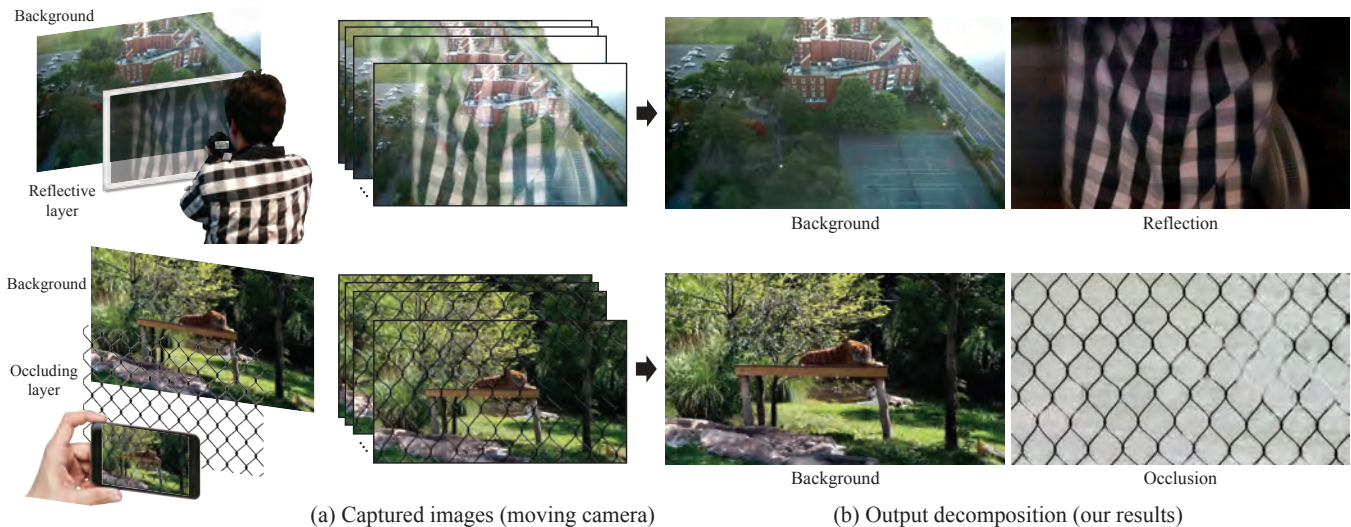 Background
Reflective
layer
Background
Reflection
Background
Occluding
layer
Background
Occlusion
(a) Captured images (moving camera)
(b) Output decomposition (our results)